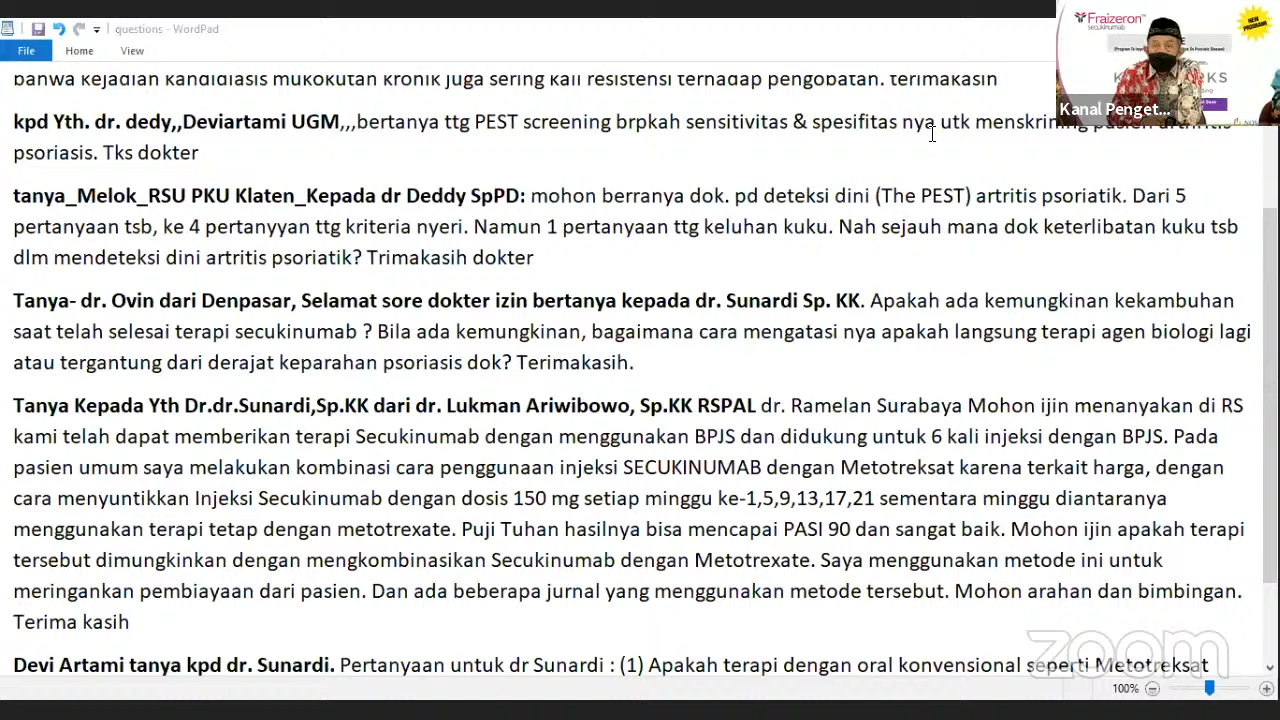 questions - WordPad
File Home View
Fraizeron
secukinumab
NEW
PROGRAM
Kanal Penget...
banwa kejadian kandidiasis mukokutan kronik juga sering kali resistensi ternadap pengobatan. terimakasin
kpd Yth. dr. dedy,,Deviartami UGM,,,bertanya ttg PEST screening brpkah sensitivitas & spesifitas nya utk menskrining pasien artritis
psoriasis. Tks dokter
tanya_Melok_RSU PKU Klaten_Kepada dr Deddy SpPD: mohon berranya dok. pd deteksi dini (The PEST) artritis psoriatik. Dari 5
pertanyaan tsb, ke 4 pertanyyan ttg kriteria nyeri. Namun 1 pertanyaan ttg keluhan kuku. Nah sejauh mana dok keterlibatan kuku tsb
dlm mendeteksi dini artritis psoriatik? Trimakasih dokter
Tanya- dr. Ovin dari Denpasar, Selamat sore dokter izin bertanya kepada dr. Sunardi Sp. KK. Apakah ada kemungkinan kekambuhan
saat telah selesai terapi secukinumab ? Bila ada kemungkinan, bagaimana cara mengatasi nya apakah langsung terapi agen biologi lagi
atau tergantung dari derajat keparahan psoriasis dok? Terimakasih.
Tanya Kepada Yth Dr.dr.Sunardi,Sp.KK dari dr. Lukman Ariwibowo, Sp.KK RSPAL dr. Ramelan Surabaya Mohon ijin menanyakan di RS
kami telah dapat memberikan terapi Secukinumab dengan menggunakan BPJS dan didukung untuk 6 kali injeksi dengan BPJS. Pada
pasien umum saya melakukan kombinasi cara penggunaan injeksi SECUKINUMAB dengan Metotreksat karena terkait harga, dengan
cara menyuntikkan Injeksi Secukinumab dengan dosis 150 mg setiap minggu ke-1,5,9,13,17,21 sementara minggu diantaranya
menggunakan terapi tetap dengan metotrexate. Puji Tuhan hasilnya bisa mencapai PASI 90 dan sangat baik. Mohon ijin apakah terapi
tersebut dimungkinkan dengan mengkombinasikan Secukinumab dengan Metotrexate. Saya menggunakan metode ini untuk
meringankan pembiayaan dari pasien. Dan ada beberapa jurnal yang menggunakan metode tersebut. Mohon arahan dan bimbingan.
Terima kasih
Devi Artami tanya kpd dr. Sunardi. Pertanyaan untuk dr Sunardi : (1) Apakah terapi dengan oral konvensional seperti Metotreksat
zoom
100%